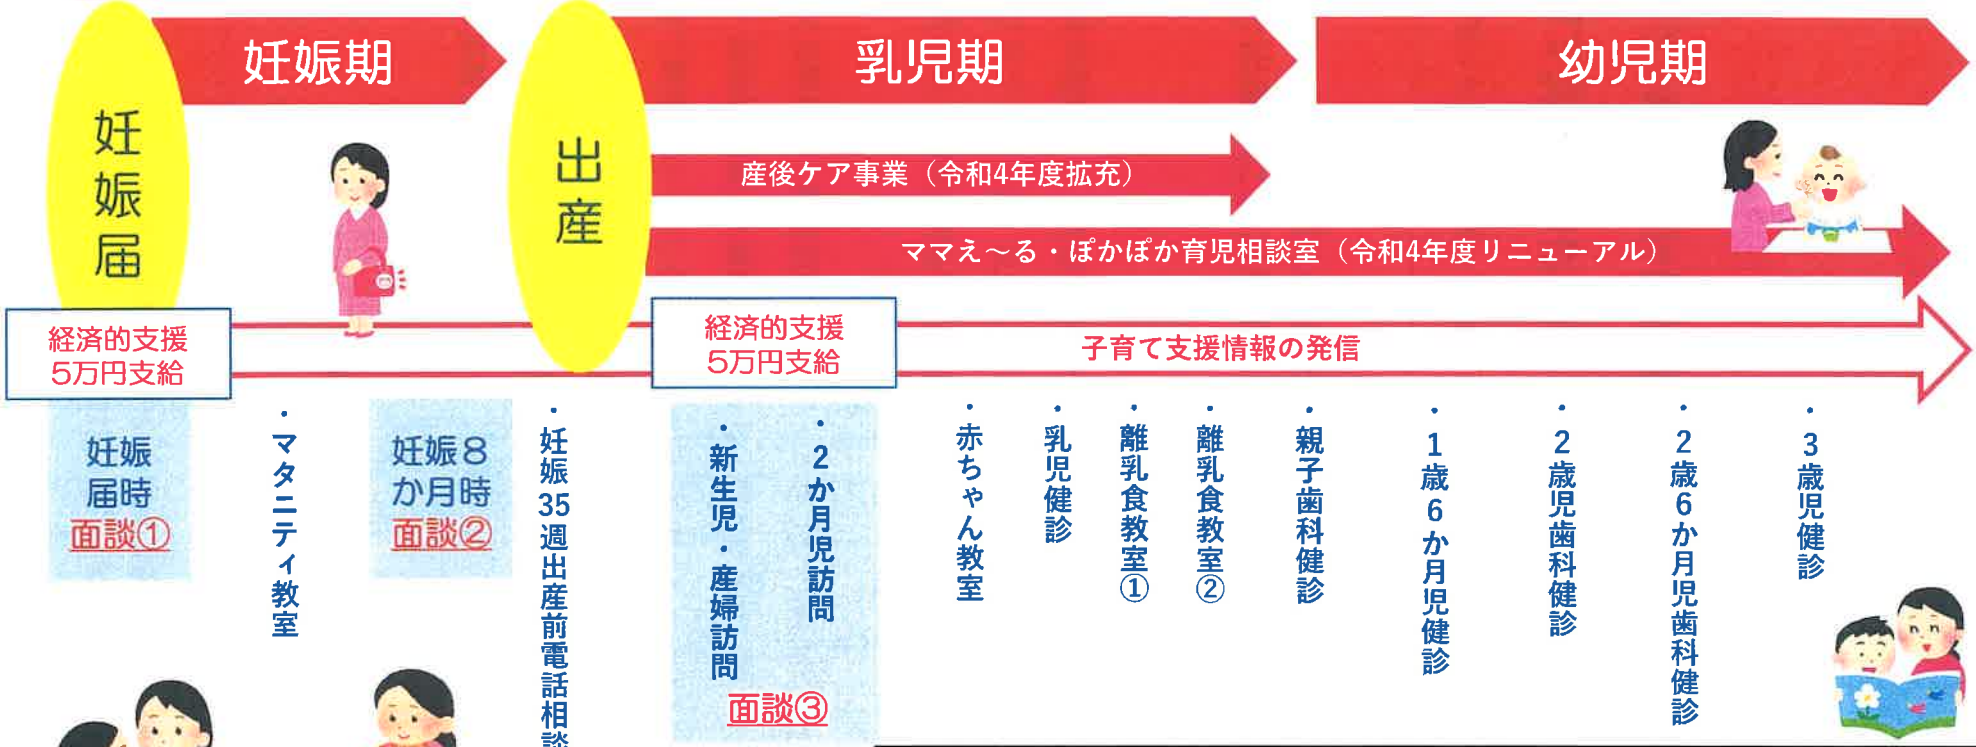 妊娠期
乳児期
幼児期
妊娠届
出産
産後ケア事業（令和4年度拡充）
ママえ～る・ぽかぽか育児相談室（令和4年度リニューアル）
経済的支援
5万円支給
経済的支援
5万円支給
子育て支援情報の発信
妊娠
届時
面談①
・マタニティ教室
妊娠８
か月時
面談②
・妊娠35週出産前電話相談
・新生児・産婦訪問
・2か月児訪問
面談③
・赤ちゃん教室
・乳児健診
・離乳食教室①
・離乳食教室②
・親子歯科健診
・1歳6か月児健診
・2歳児歯科健診
・2歳6か月児歯科健診
・3歳児健診